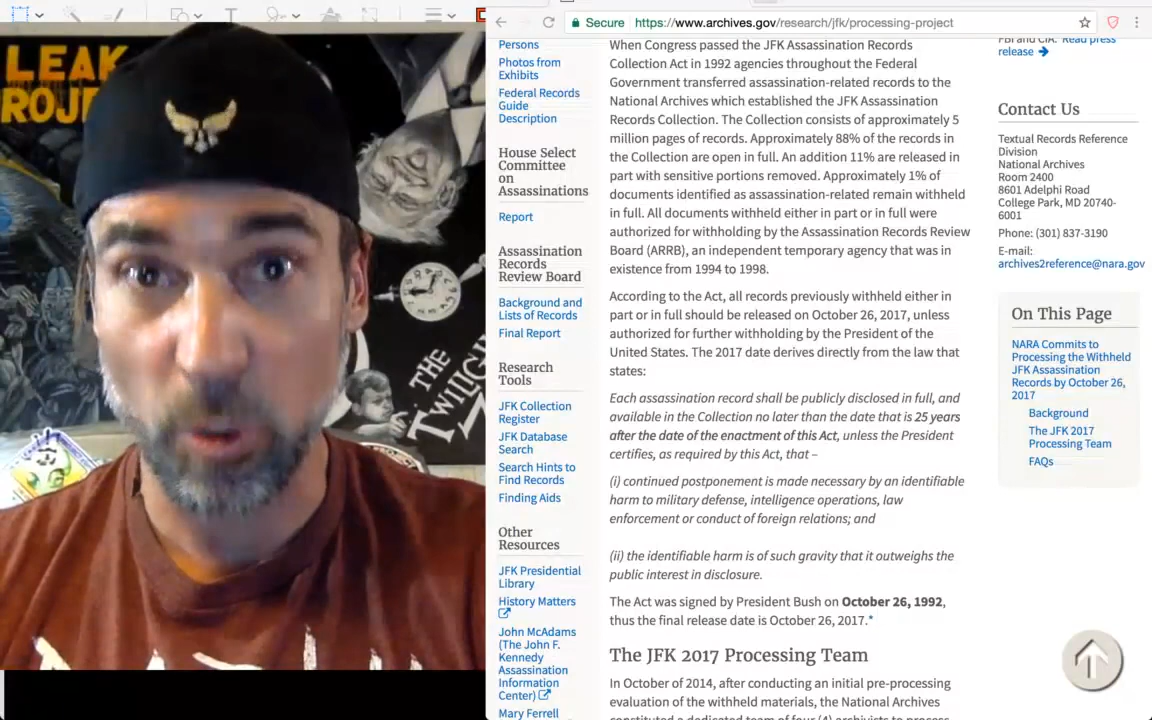 LEAK
PROJE
THE
TWILIGH
Secure https://www.archives.gov/research/jfk/processing-project
Persons
Photos from
Exhibits
Federal Records
Guide
Description
House Select
Committee
on
Assassinations
Report
Assassination
Records
Review Board
Background and
Lists of Records
Final Report
Research
Tools
JFK Collection
Register
JFK Database
Search
Search Hints to
Find Records
Finding Aids
Other
Resources
JFK Presidential
Library
History Matters
John McAdams
(The John F.
Kennedy
Assassination
Information
Center)
Mary Ferrell
When Congress passed the JFK Assassination Records
Collection Act in 1992 agencies throughout the Federal
Government transferred assassination-related records to the
National Archives which established the JFK Assassination
Records Collection. The Collection consists of approximately 5
million pages of records. Approximately 88% of the records in
the Collection are open in full. An addition 11% are released in
part with sensitive portions removed. Approximately 1% of
documents identified as assassination-related remain withheld
in full. All documents withheld either in part or in full were
authorized for withholding by the Assassination Records Review
Board (ARRB), an independent temporary agency that was in
existence from 1994 to 1998.
According to the Act, all records previously withheld either in
part or in full should be released on October 26, 2017, unless
authorized for further withholding by the President of the
United States. The 2017 date derives directly from the law that
states:
Each assassination record shall be publicly disclosed in full, and
available in the Collection no later than the date that is 25 years
after the date of the enactment of this Act, unless the President
certifies, as required by this Act, that –
(i) continued postponement is made necessary by an identifiable
harm to military defense, intelligence operations, law
enforcement or conduct of foreign relations; and
(ii) the identifiable harm is of such gravity that it outweighs the
public interest in disclosure.
The Act was signed by President Bush on October 26, 1992,
thus the final release date is October 26, 2017.*
The JFK 2017 Processing Team
In October of 2014, after conducting an initial pre-processing
evaluation of the withheld materials, the National Archives
constituted a dedicated team of four (4) archivists to process
FBI and CIA. Read press
release
Contact Us
Textual Records Reference
Division
National Archives
Room 2400
8601 Adelphi Road
College Park, MD 20740-
6001
Phone: (301) 837-3190
E-mail:
archives2reference@nara.gov
On This Page
NARA Commits to
Processing the Withheld
JFK Assassination
Records by October 26,
2017
Background
The JFK 2017
Processing Team
FAQs